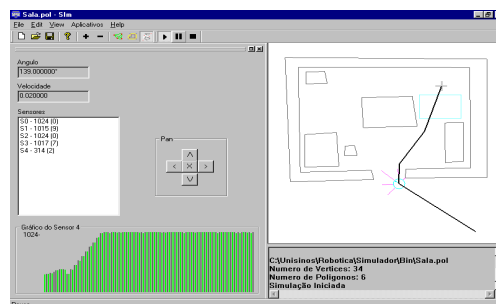 Sala.pol - SIm
File Edit View Aplicativos Help
Angulo
139.000000°
Velocidade
0.020000
Sensores
S0 - 1024 (0)
S1 - 1015 (9)
S2 - 1024 (0)
S3 - 1017 (7)
S4 - 314 (2)
Pan
Gráfico do Sensor 4
1024-
C:\Unisinos\Robotica\Simulador\Bin\Sala.pol
Numero de Vertices: 34
Numero de Poligonos: 6
Simulação Iniciada